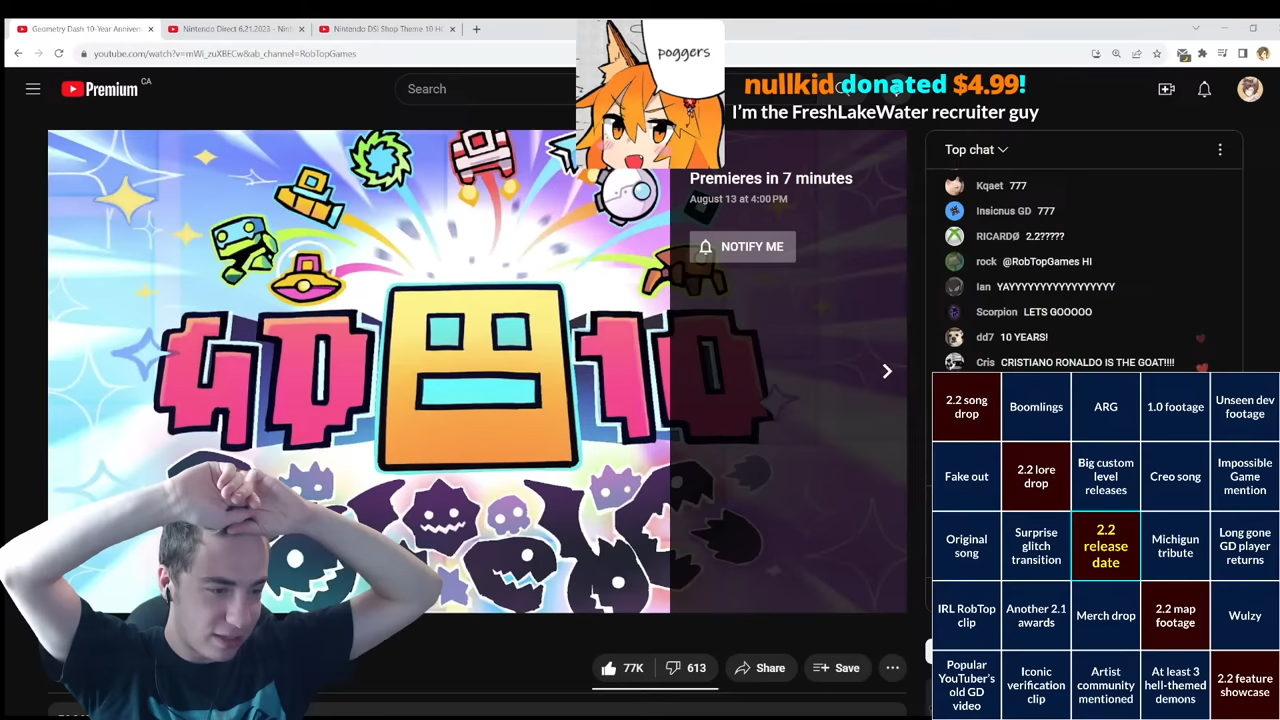 Geometry Dash 10-Year Annivers
Nintendo Direct 6.21.2023 - Nint
Nintendo DSi Shop Theme 10 HO
youtube.com/watch?v=mWi_zuXBECw&ab_channel=RobTopGames
poggers
Premium CA
Search
nullkid donated $4.99!
I'm the FreshLakeWater recruiter guy
Top chat
Premieres in 7 minutes
August 13 at 4:00 PM
NOTIFY ME
GD 10
Kqaet 777
Insicnus GD 777
RICARDØ 2.2?????
rock @RobTopGames HI
Ian YAYYYYYYYYYYYYYYYYYY
Scorpion LETS GOOOOO
dd7 10 YEARS!
Cris CRISTIANO RONALDO IS THE GOAT!!!!
2.2 song drop
Boomlings
ARG
1.0 footage
Unseen dev footage
Fake out
2.2 lore drop
Big custom level releases
Creo song
Impossible Game mention
Original song
Surprise glitch transition
2.2 release date
Michigun tribute
Long gone GD player returns
IRL RobTop clip
Another 2.1 awards
Merch drop
2.2 map footage
Wulzy
Popular YouTuber's old GD video
Iconic verification clip
Artist community mentioned
At least 3 hell-themed demons
2.2 feature showcase
77K
613
Share
Save